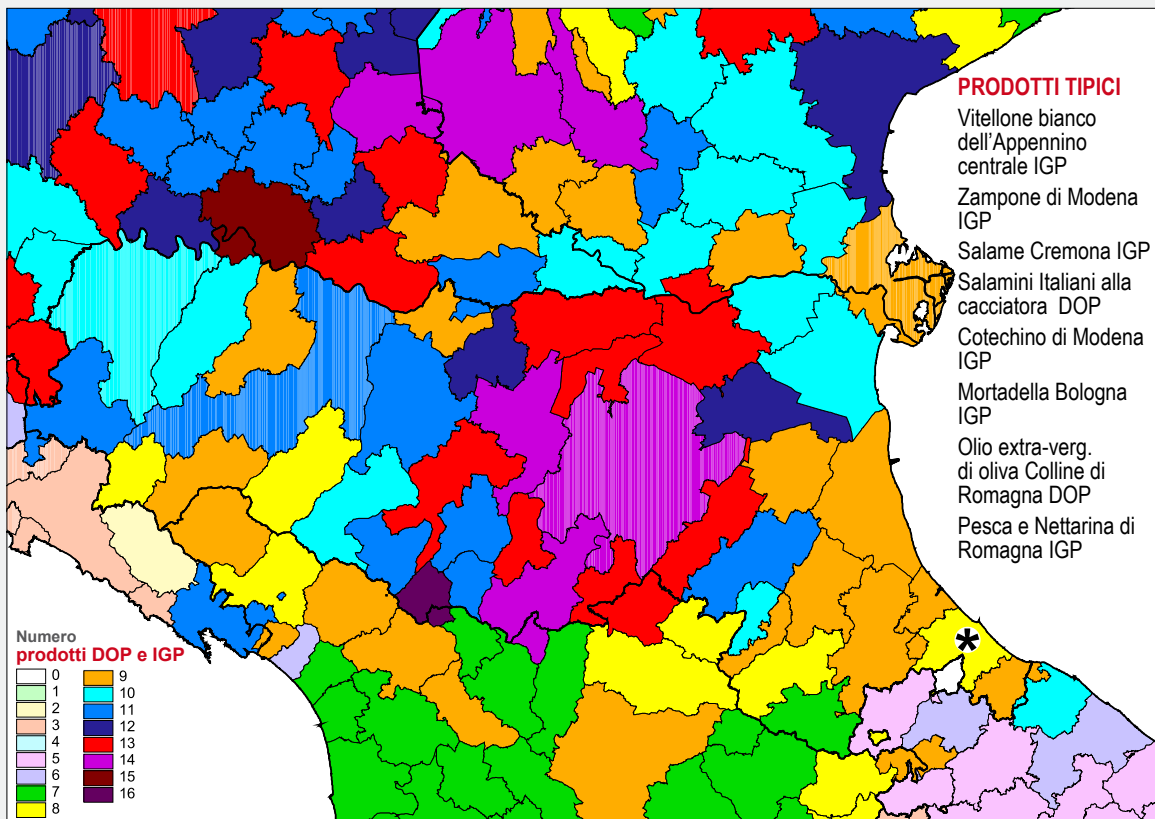 PRODOTTI TIPICI
Vitellone bianco
dell’Appennino
centrale IGP
Zampone di Modena
IGP
Salame Cremona IGP
Salamini Italiani alla
cacciatora DOP
Cotechino di Modena
IGP
Mortadella Bologna
IGP
Olio extra-verg.
di oliva Colline di
Romagna DOP
Pesca e Nettarina di
Romagna IGP
*
Numero
prodotti DOP e IGP
0
1
2
3
4
5
6
7
8
9
10
11
12
13
14
15
16